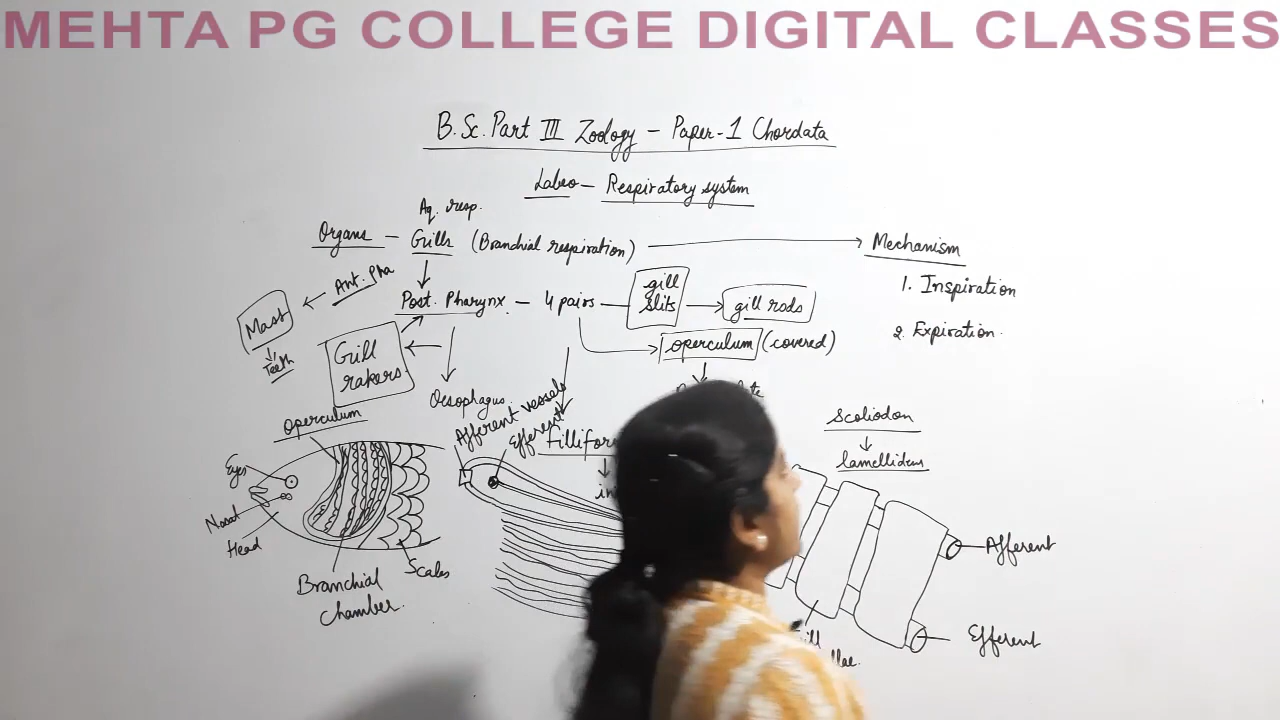 MEHTA PG COLLEGE DIGITAL CLASSES
B.Sc. Part III Zoology - Paper-1 Chordata
Labeo - Respiratory system
Aq. resp.
Organs - Gills (Branchial respiration)
Mechanism
1. Inspiration
2. Expiration
Ant. Pha
Mast
Teeth
Post. Pharynx - 4 pairs
gill slits
gill rods
operculum (covered)
Gill rakers
Oesophagus
Afferent vessels
Efferent
operculum
Eyes
Nasal
Head
Branchial chamber
Scales
Scoliodon
lamellidens
Afferent
Efferent